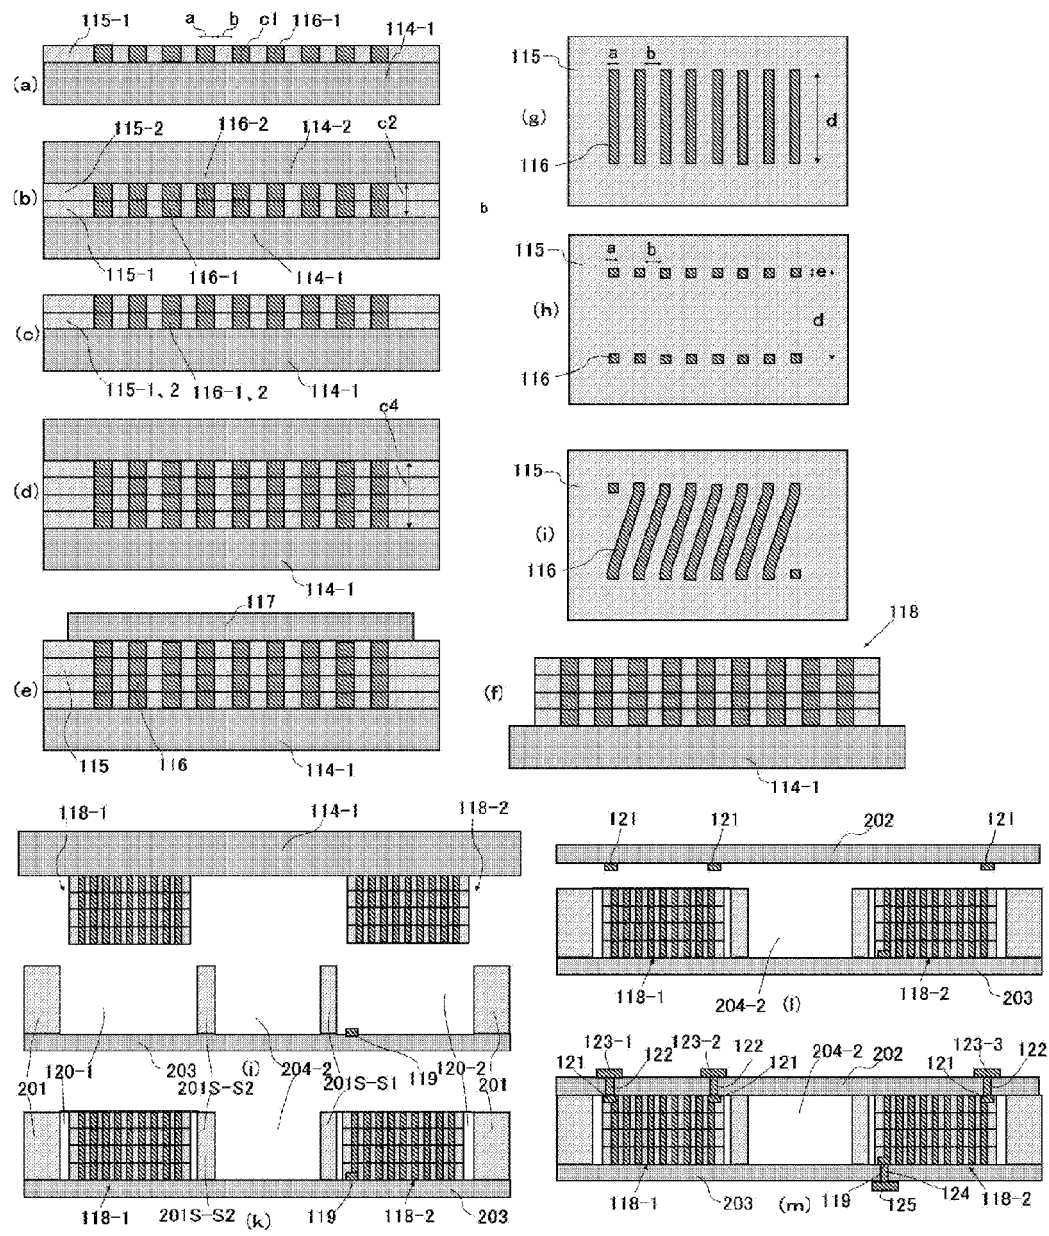 115-1 a b c1 116-1 114-1
(a)
115-2 116-2 114-2 c2
(b)
115-1 116-1 114-1
(c)
115-1、2 116-1、2 114-1
c4
(d)
114-1
117
(e)
115 116 114-1
115 a b
(g)
d
116
b
115 a b
e
(h)
d
116
115
(i)
116
118
(f)
114-1
118-1 114-1 118-2
203 (j) 204-2 119 120-2 201
201 120-1 201S-S2 201S-S1
118-1 201S-S2 (k) 119 118-2 203
121 121 202 121
118-1 204-2 (l) 118-2 203
123-1 123-2 204-2 202 123-3
121 122 122 121 121 122
118-1 203 119 125 124 118-2
(m)